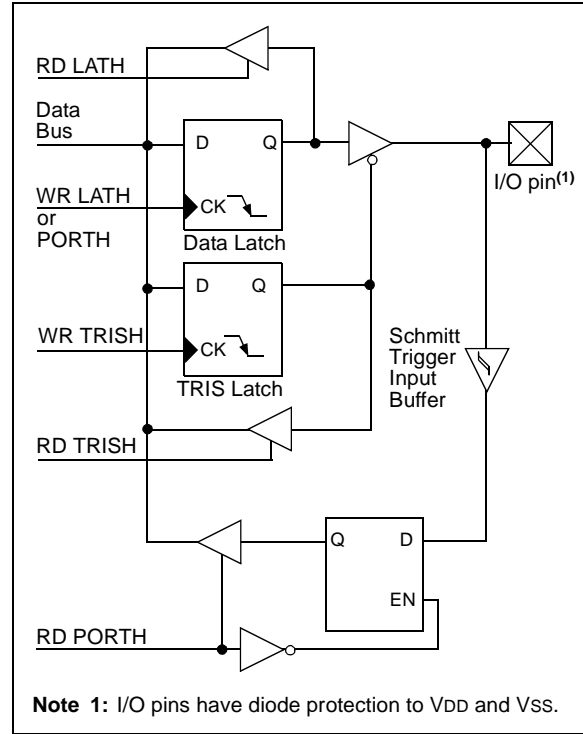 RD LATH
Data
Bus
D Q
I/O pin(1)
WR LATH
or
PORTH
CK
Data Latch
D Q
WR TRISH
CK
TRIS Latch
Schmitt
Trigger
Input
Buffer
RD TRISH
Q D
EN
RD PORTH
Note 1: I/O pins have diode protection to VDD and VSS.